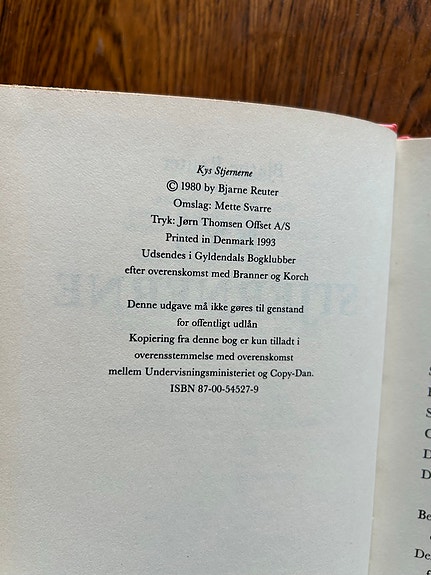 Kys Stjernerne
© 1980 by Bjarne Reuter
Omslag: Mette Svarre
Tryk: Jørn Thomsen Offset A/S
Printed in Denmark 1993
Udsendes i Gyldendals Bogklubber
efter overenskomst med Branner og Korch
Denne udgave må ikke gøres til genstand
for offentligt udlån
Kopiering fra denne bog er kun tilladt i
overensstemmelse med overenskomst
mellem Undervisningsministeriet og Copy-Dan.
ISBN 87-00-54527-9